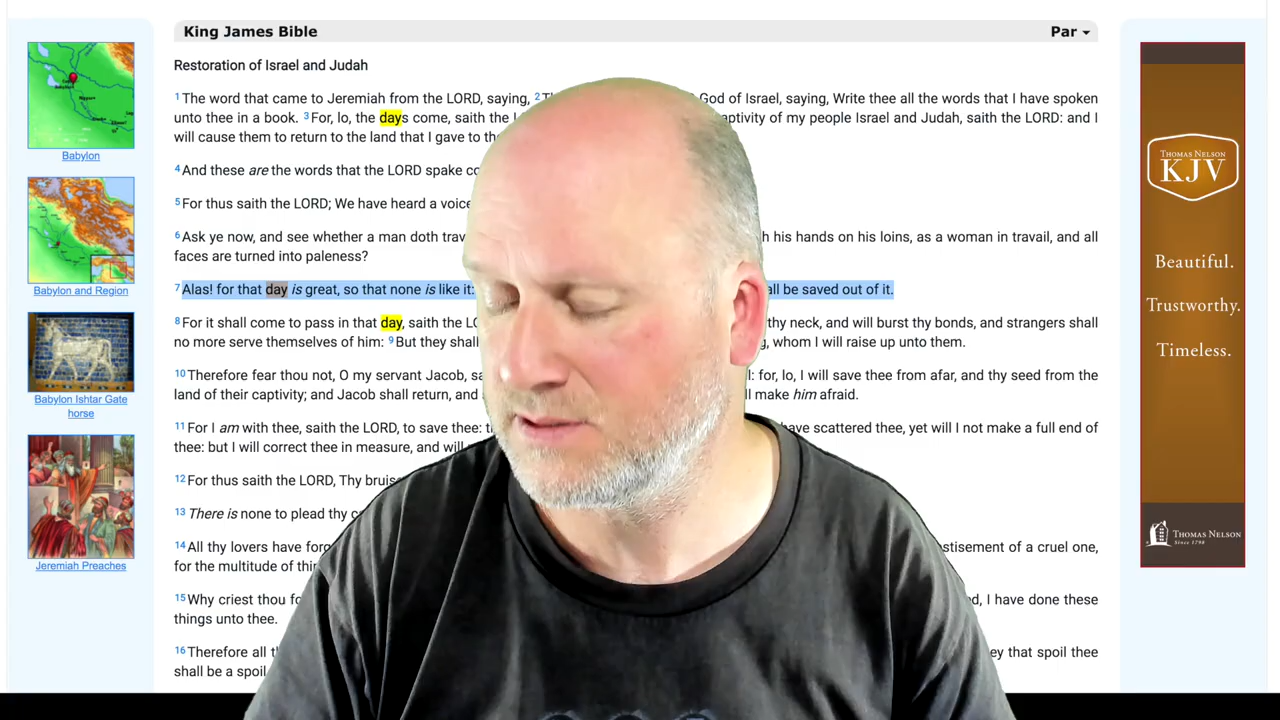 King James Bible
Par
Restoration of Israel and Judah
1 The word that came to Jeremiah from the LORD, saying, 2 God of Israel, saying, Write thee all the words that I have spoken
unto thee in a book. 3 For, lo, the days come, saith the captivity of my people Israel and Judah, saith the LORD: and I
will cause them to return to the land that I gave to
4 And these are the words that the LORD spake
5 For thus saith the LORD; We have heard a voice
6 Ask ye now, and see whether a man doth his hands on his loins, as a woman in travail, and all
faces are turned into paleness?
7 Alas! for that day is great, so that none is like it: be saved out of it.
8 For it shall come to pass in that day, saith the thy neck, and will burst thy bonds, and strangers shall
no more serve themselves of him: 9 But they shall whom I will raise up unto them.
10 Therefore fear thou not, O my servant Jacob, for, lo, I will save thee from afar, and thy seed from the
land of their captivity; and Jacob shall return, and make him afraid.
11 For I am with thee, saith the LORD, to save thee: have scattered thee, yet will I not make a full end of
thee: but I will correct thee in measure, and will
12 For thus saith the LORD, Thy
13 There is none to plead thy
14 All thy lovers have of a cruel one,
for the multitude of
15 Why criest thou I have done these
things unto thee.
16 Therefore all that spoil thee
shall be a spoil
Babylon
Babylon and Region
Babylon Ishtar Gate
horse
Jeremiah Preaches
THOMAS NELSON
KJV
Beautiful.
Trustworthy.
Timeless.
THOMAS NELSON
Since 1798